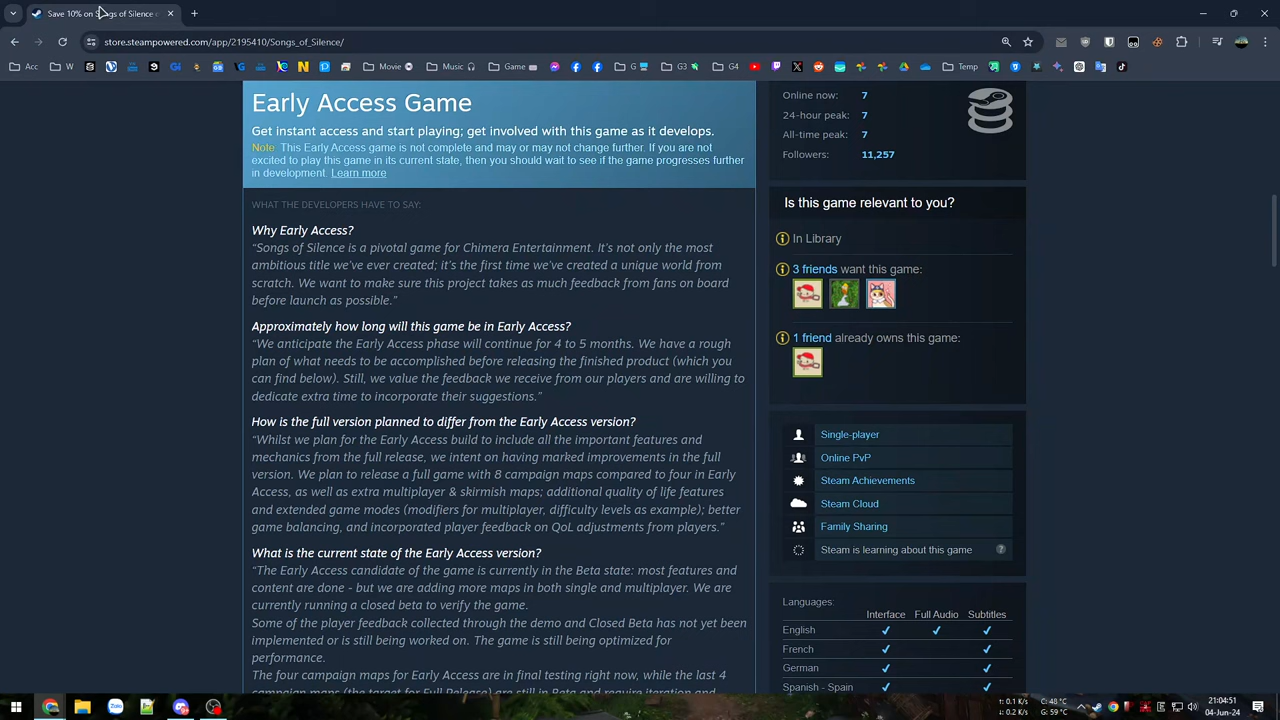 Save 10% on Songs of Silence
store.steampowered.com/app/2195410/Songs_of_Silence/
Acc
W
Movie
Music
Game
G
G3
G4
Temp
Early Access Game
Get instant access and start playing; get involved with this game as it develops.
Note: This Early Access game is not complete and may or may not change further. If you are not
excited to play this game in its current state, then you should wait to see if the game progresses further
in development. Learn more
WHAT THE DEVELOPERS HAVE TO SAY:
Why Early Access?
“Songs of Silence is a pivotal game for Chimera Entertainment. It’s not only the most
ambitious title we’ve ever created; it’s the first time we’ve created a unique world from
scratch. We want to make sure this project takes as much feedback from fans on board
before launch as possible.”
Approximately how long will this game be in Early Access?
“We anticipate the Early Access phase will continue for 4 to 5 months. We have a rough
plan of what needs to be accomplished before releasing the finished product (which you
can find below). Still, we value the feedback we receive from our players and are willing to
dedicate extra time to incorporate their suggestions.”
How is the full version planned to differ from the Early Access version?
“Whilst we plan for the Early Access build to include all the important features and
mechanics from the full release, we intent on having marked improvements in the full
version. We plan to release a full game with 8 campaign maps compared to four in Early
Access, as well as extra multiplayer & skirmish maps; additional quality of life features
and extended game modes (modifiers for multiplayer, difficulty levels as example); better
game balancing, and incorporated player feedback on QoL adjustments from players.”
What is the current state of the Early Access version?
“The Early Access candidate of the game is currently in the Beta state: most features and
content are done - but we are adding more maps in both single and multiplayer. We are
currently running a closed beta to verify the game.
Some of the player feedback collected through the demo and Closed Beta has not yet been
implemented or is still being worked on. The game is still being optimized for
performance.
The four campaign maps for Early Access are in final testing right now, while the last 4
campaign maps (the target for Full Release) are still in Beta and require iteration and
Online now: 7
24-hour peak: 7
All-time peak: 7
Followers: 11,257
Is this game relevant to you?
In Library
3 friends want this game:
1 friend already owns this game:
Single-player
Online PvP
Steam Achievements
Steam Cloud
Family Sharing
Steam is learning about this game ?
Languages:
Interface Full Audio Subtitles
English
French
German
Spanish - Spain
↑: 0.1 K/s
↓: 0.2 K/s
C: 48 °C
G: 59 °C
21:04:51
04-Jun-24